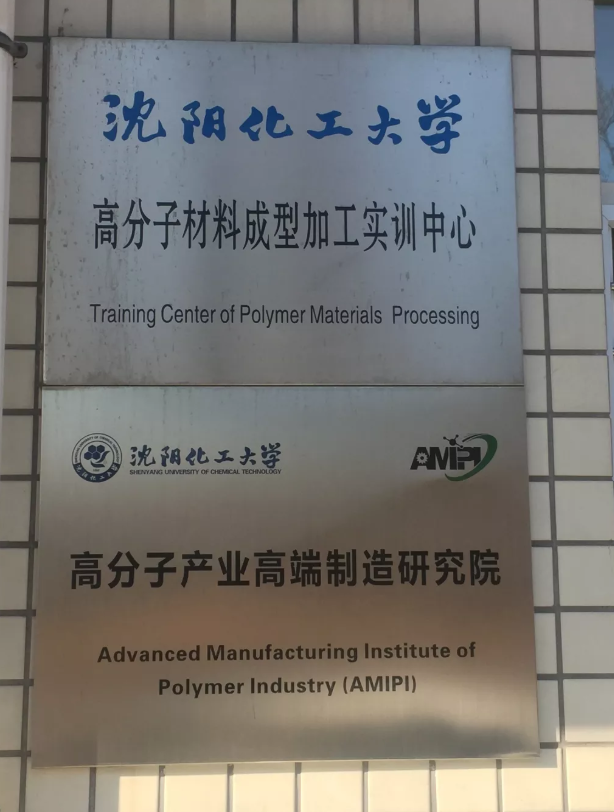 沈阳化工大学
高分子材料成型加工实训中心
Training Center of Polymer Materials Processing
沈阳化工大学
SHENYANG UNIVERSITY OF CHEMICAL TECHNOLOGY
AMIPI
高分子产业高端制造研究院
Advanced Manufacturing Institute of
Polymer Industry (AMIPI)